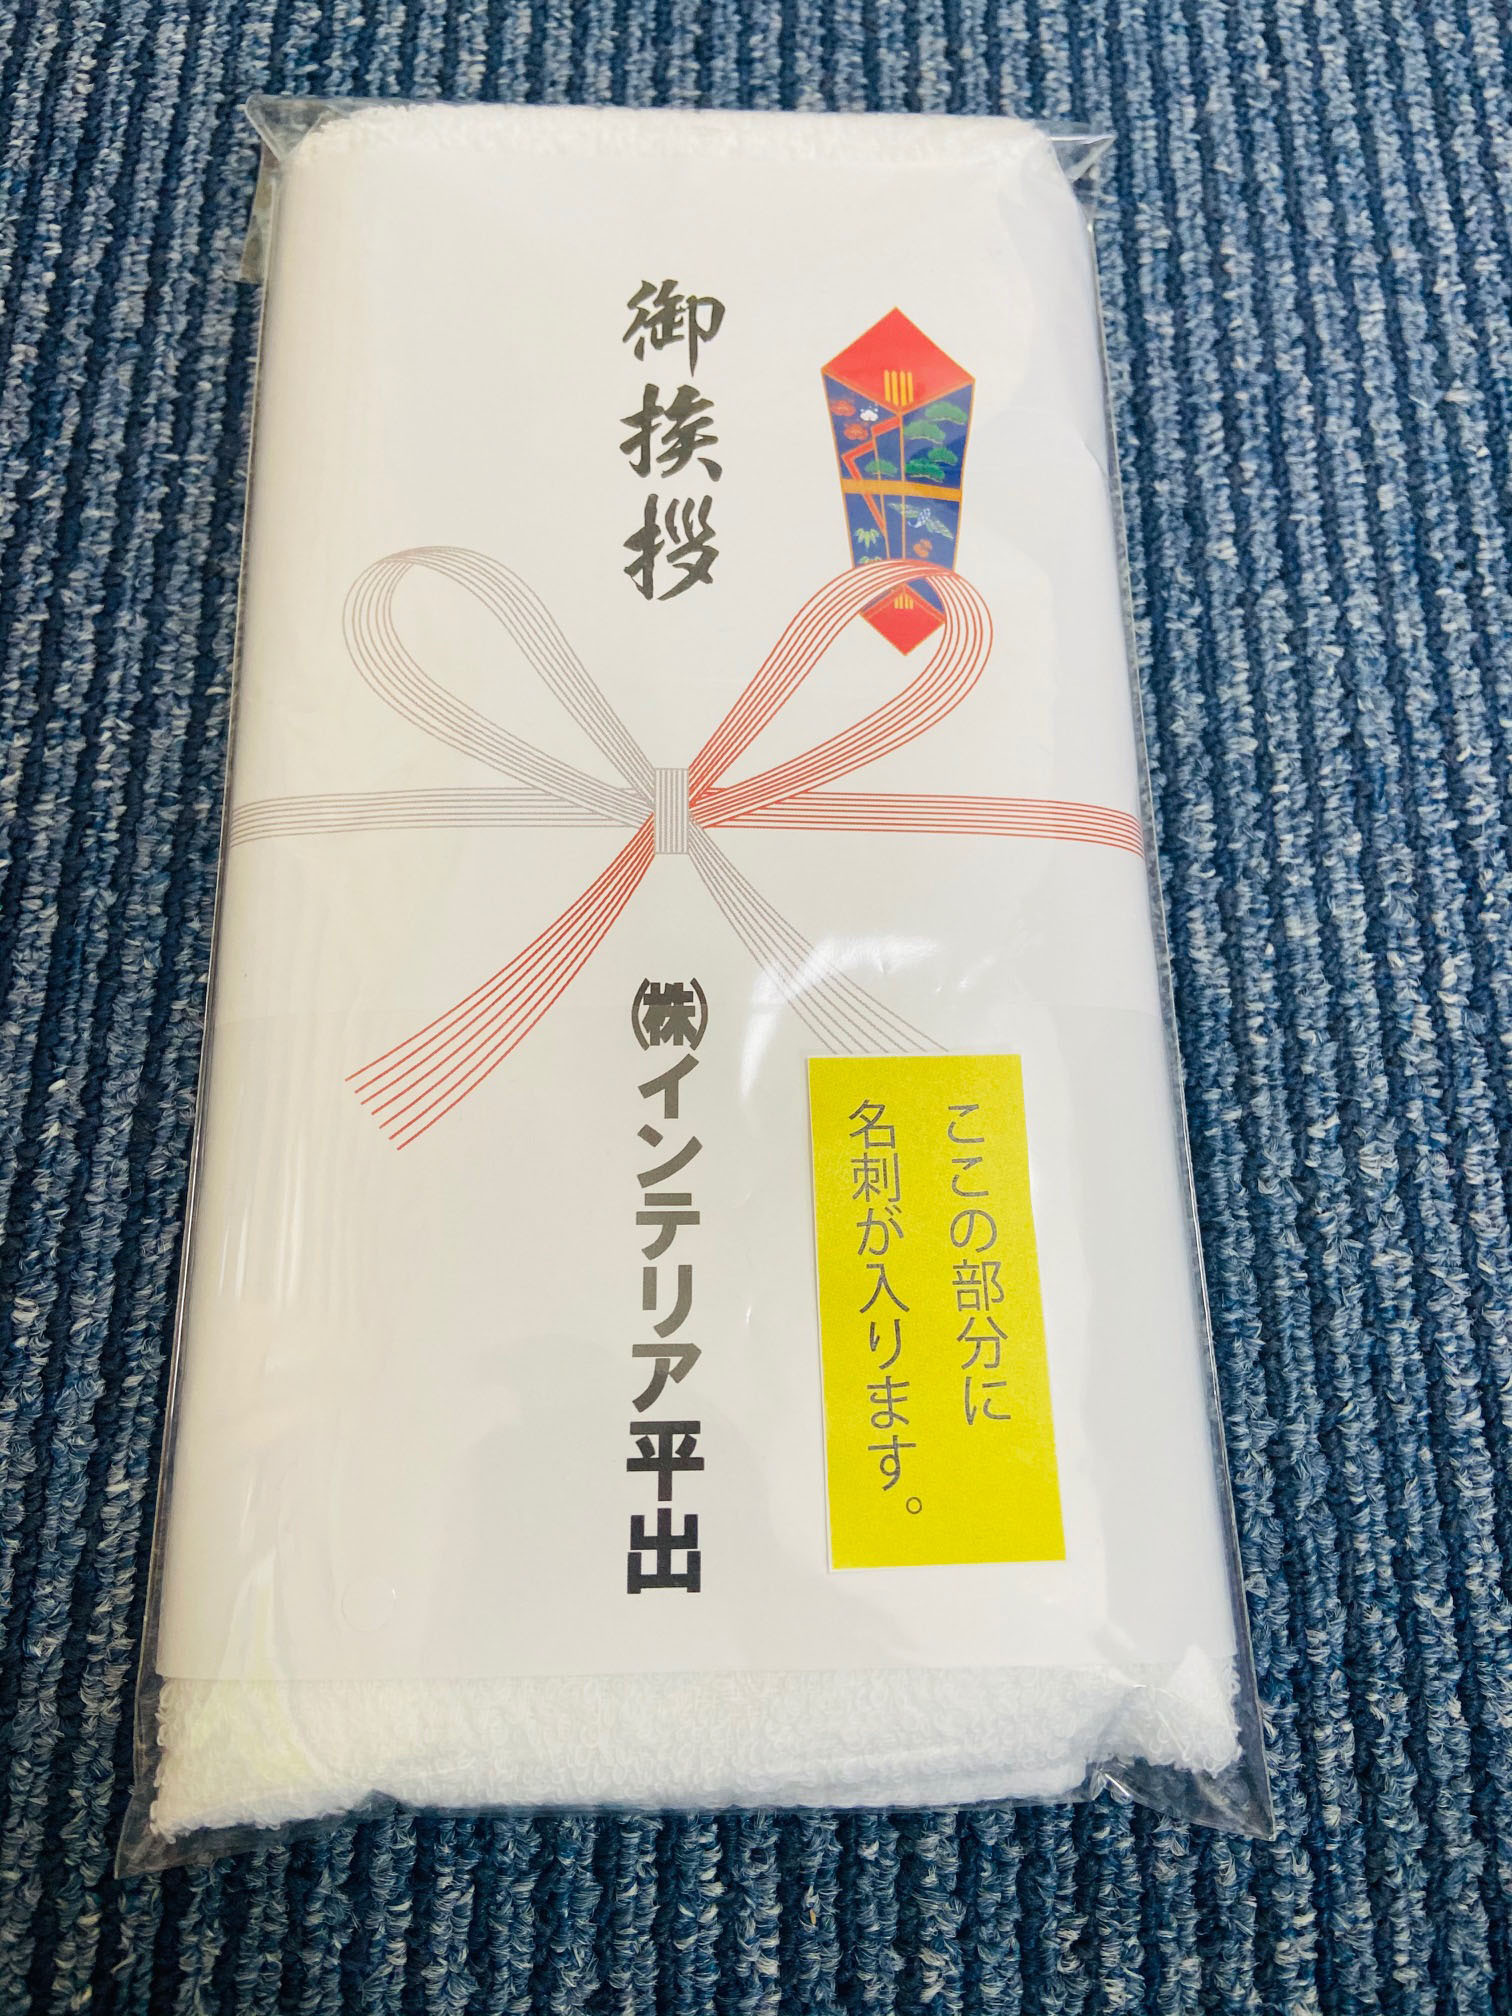 御挨拶
㈱インテリア平出
ここの部分に
名刺が入ります。